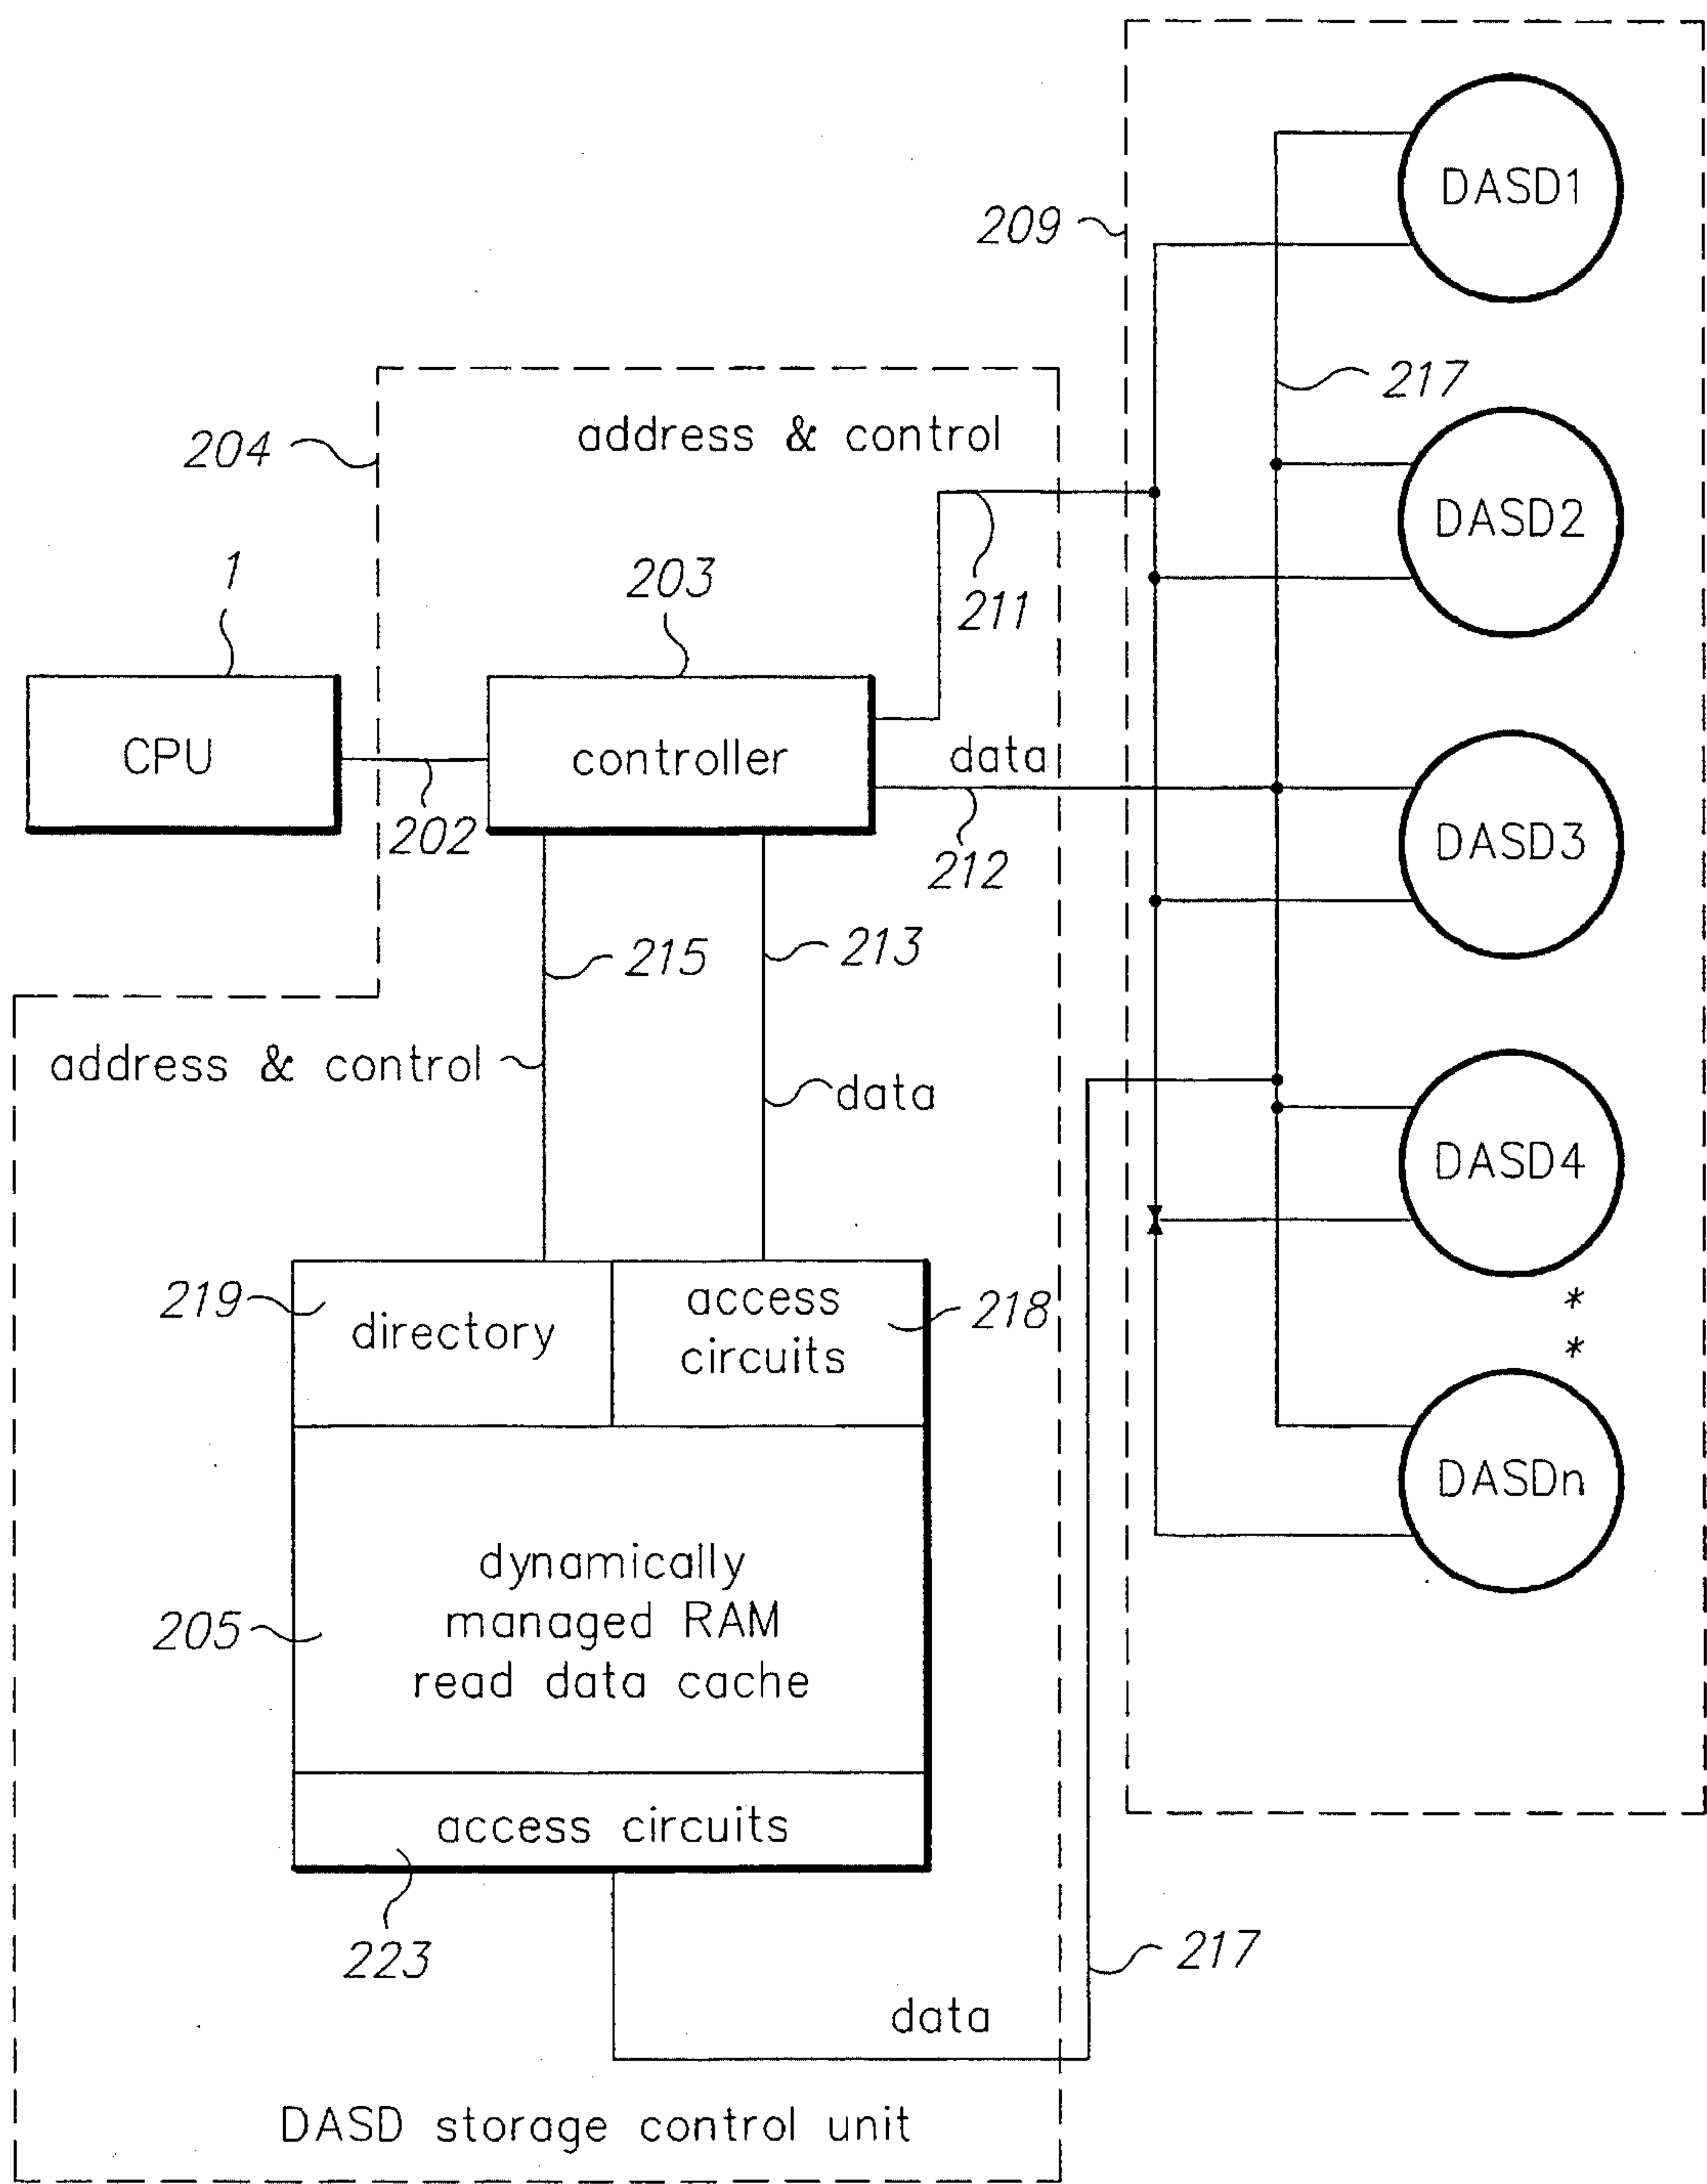 DASD1
209
217
204
address & control
DASD2
1
203
211
CPU
controller
data
202
212
DASD3
215
213
address & control
data
DASD4
219
directory
access
circuits
218
*
*
DASDn
dynamically
managed RAM
read data cache
205
access circuits
223
217
data
DASD storage control unit